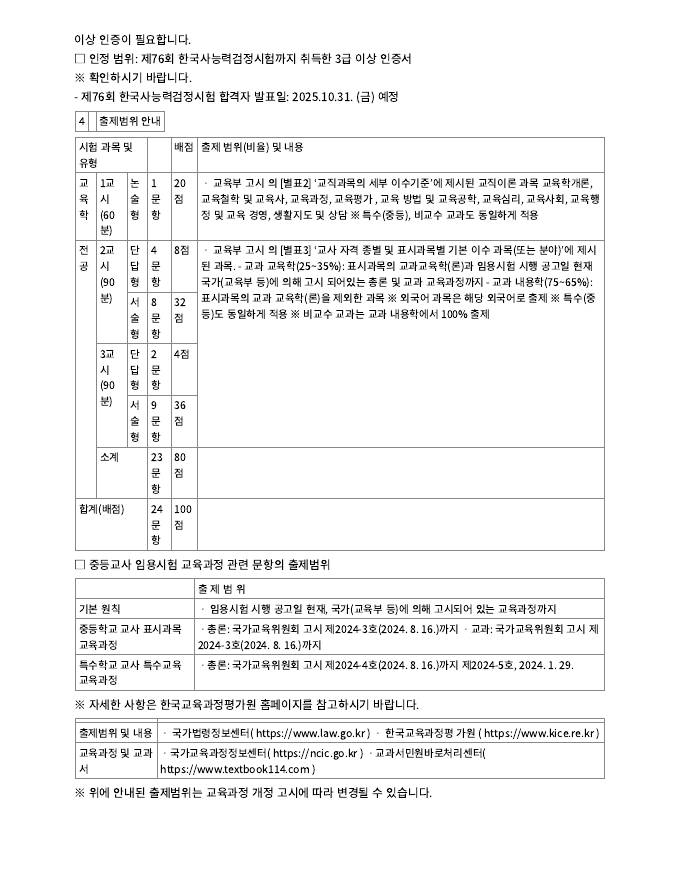 이상 인증이 필요합니다.
□ 인정 범위: 제76회 한국사능력검정시험까지 취득한 3급 이상 인증서
※ 확인하시기 바랍니다.
- 제76회 한국사능력검정시험 합격자 발표일: 2025.10.31. (금) 예정
4 출제범위 안내
시험 과목 및
유형
배점
출제 범위(비율) 및 내용
교
육
학
1교
시
(60
분)
논
술
형
1
문
항
20
점
· 교육부 고시 의 [별표2] ‘교직과목의 세부 이수기준’에 제시된 교직이론 과목 교육학개론,
교육철학 및 교육사, 교육과정, 교육평가 , 교육 방법 및 교육공학, 교육심리, 교육사회, 교육행
정 및 교육 경영, 생활지도 및 상담 ※ 특수(중등), 비교수 교과도 동일하게 적용
전
공
2교
시
(90
분)
단
답
형
4
문
항
8점
· 교육부 고시 의 [별표3] ‘교사 자격 종별 및 표시과목별 기본 이수 과목(또는 분야)’에 제시
된 과목. - 교과 교육학(25~35%): 표시과목의 교과교육학(론)과 임용시험 시행 공고일 현재
국가(교육부 등)에 의해 고시 되어있는 총론 및 교과 교육과정까지 - 교과 내용학(75~65%):
표시과목의 교과 교육학(론)을 제외한 과목 ※ 외국어 과목은 해당 외국어로 출제 ※ 특수(중
등)도 동일하게 적용 ※ 비교수 교과는 교과 내용학에서 100% 출제
서
술
형
8
문
항
32
점
3교
시
(90
분)
단
답
형
2
문
항
4점
서
술
형
9
문
항
36
점
소계
23
문
항
80
점
합계(배점)
24
문
항
100
점
□ 중등교사 임용시험 교육과정 관련 문항의 출제범위
출 제 범 위
기본 원칙
· 임용시험 시행 공고일 현재, 국가(교육부 등)에 의해 고시되어 있는 교육과정까지
중등학교 교사 표시과목
교육과정
· 총론: 국가교육위원회 고시 제2024-3호(2024. 8. 16.)까지 · 교과: 국가교육위원회 고시 제
2024-3호(2024. 8. 16.)까지
특수학교 교사 특수교육
교육과정
· 총론: 국가교육위원회 고시 제2024-4호(2024. 8. 16.)까지 제2024-5호, 2024. 1. 29.
※ 자세한 사항은 한국교육과정평가원 홈페이지를 참고하시기 바랍니다.
출제범위 및 내용
· 국가법령정보센터( https://www.law.go.kr ) · 한국교육과정평 가원 ( https://www.kice.re.kr )
교육과정 및 교과
서
· 국가교육과정정보센터( https://ncic.go.kr ) · 교과서민원바로처리센터(
https://www.textbook114.com )
※ 위에 안내된 출제범위는 교육과정 개정 고시에 따라 변경될 수 있습니다.